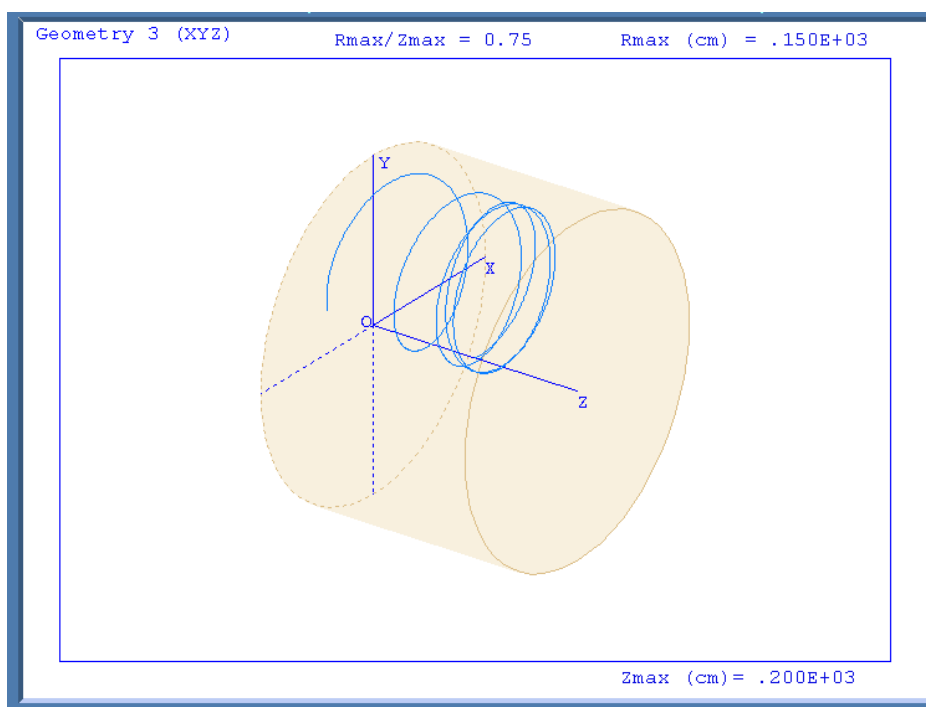 Geometry 3 (XYZ)
Rmax/Zmax = 0.75
Rmax (cm) = .150E+03
Y
X
O
Z
Zmax (cm)= .200E+03